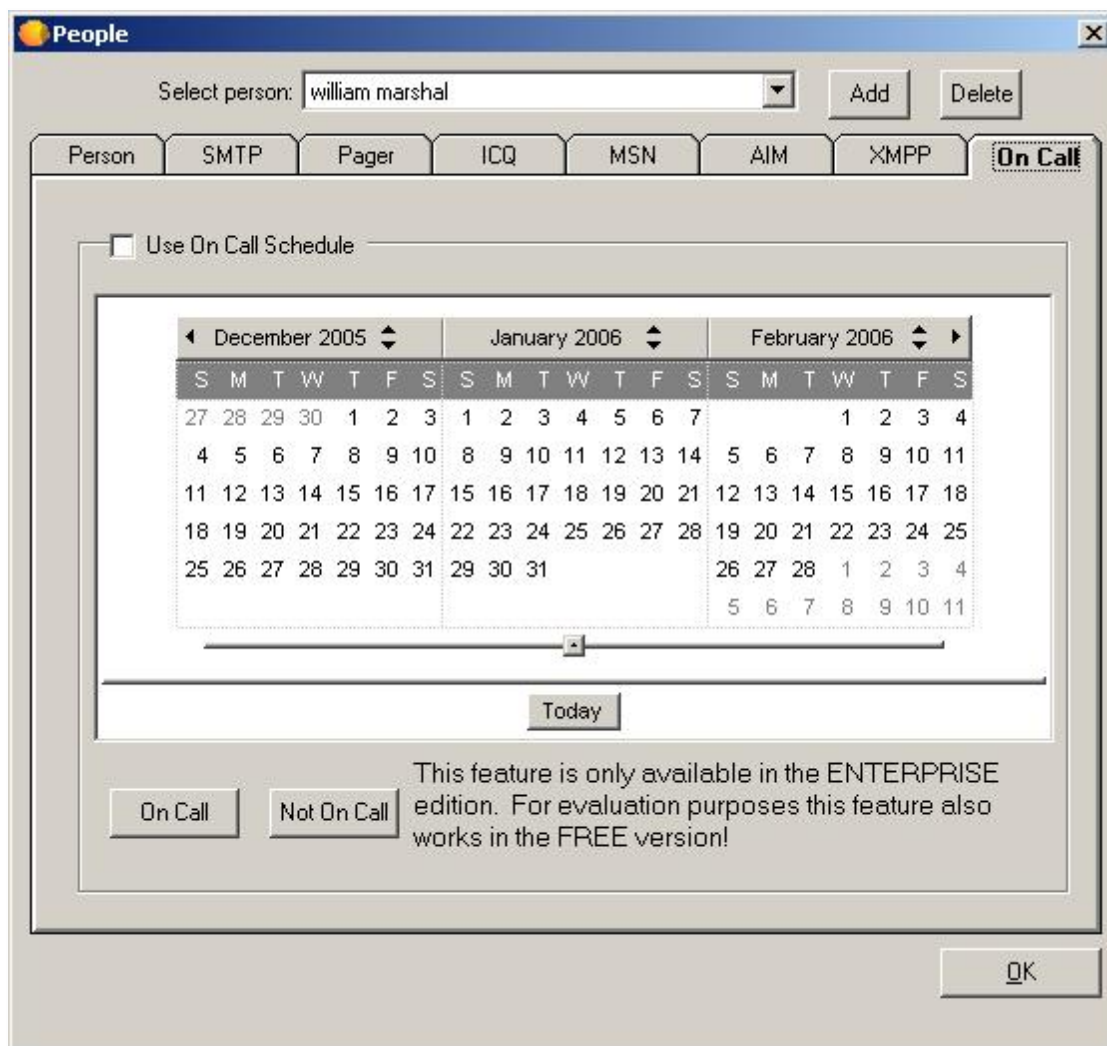 People
Select person: william marshal Add Delete
Person SMTP Pager ICQ MSN AIM XMPP On Call
Use On Call Schedule
December 2005 January 2006 February 2006
S M T W T F S S M T W T F S S M T W T F S
27 28 29 30 1 2 3 1 2 3 4 5 6 7 1 2 3 4
4 5 6 7 8 9 10 8 9 10 11 12 13 14 5 6 7 8 9 10 11
11 12 13 14 15 16 17 15 16 17 18 19 20 21 12 13 14 15 16 17 18
18 19 20 21 22 23 24 22 23 24 25 26 27 28 19 20 21 22 23 24 25
25 26 27 28 29 30 31 29 30 31 26 27 28 1 2 3 4
5 6 7 8 9 10 11
Today
On Call Not On Call
This feature is only available in the ENTERPRISE
edition. For evaluation purposes this feature also
works in the FREE version!
OK